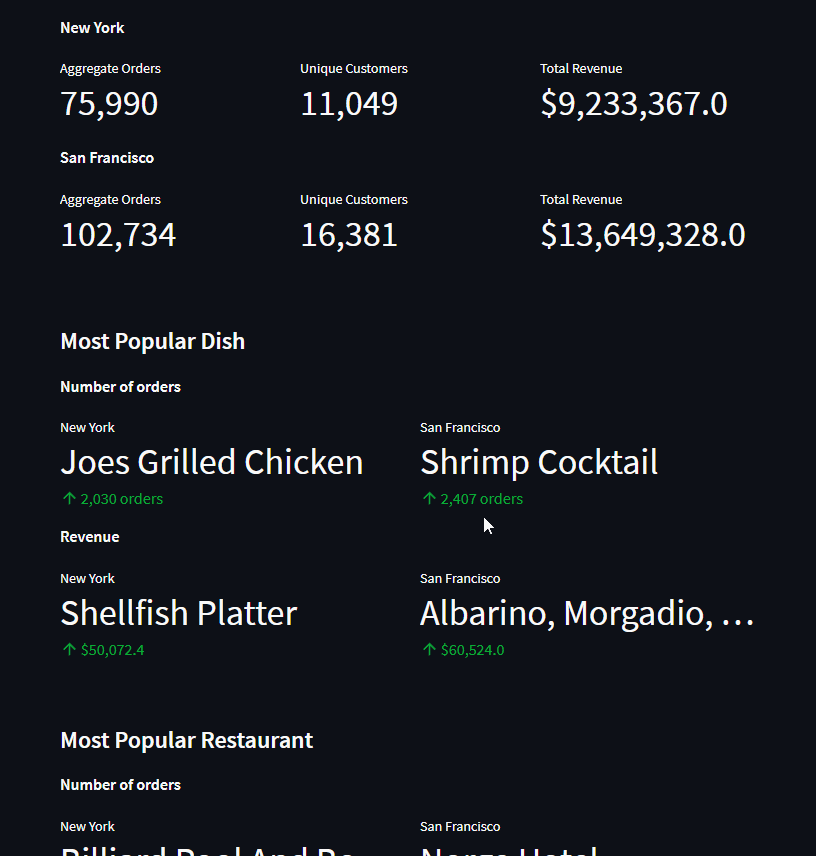 New York
Aggregate Orders Unique Customers Total Revenue
75,990 11,049 $9,233,367.0
San Francisco
Aggregate Orders Unique Customers Total Revenue
102,734 16,381 $13,649,328.0
Most Popular Dish
Number of orders
New York San Francisco
Joes Grilled Chicken Shrimp Cocktail
↑ 2,030 orders ↑ 2,407 orders
Revenue
New York San Francisco
Shellfish Platter Albarino, Morgadio, ...
↑ $50,072.4 ↑ $60,524.0
Most Popular Restaurant
Number of orders
New York San Francisco
Billiard Pool And Hotel